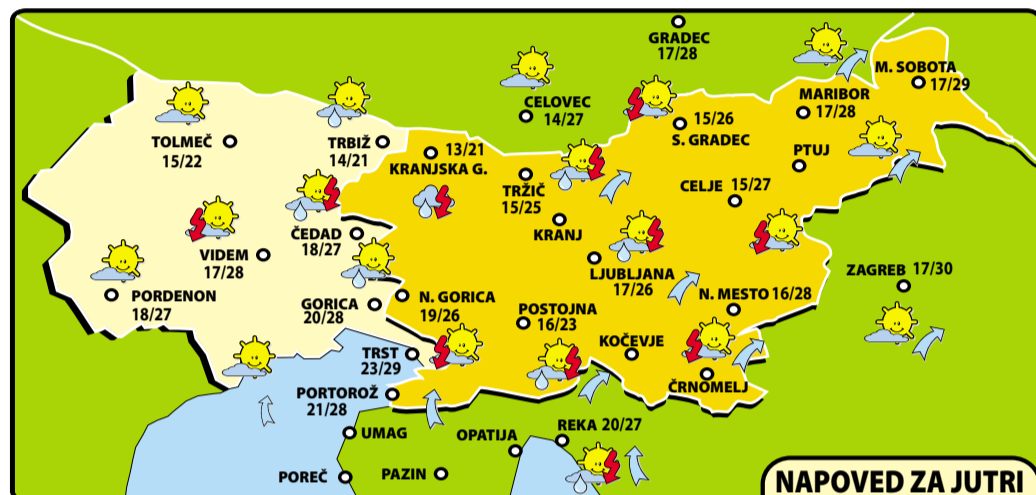 GRADEC
17/28
M. SOBOTA
17/29
CELOVEC
14/27
MARIBOR
17/28
TOLMEČ
15/22
TRBIŽ
14/21
13/21
KRANJSKA G.
15/26
S. GRADEC
PTUJ
TRŽIČ
15/25
CELJE 15/27
KRANJ
ČEDAD
18/27
VIDEM
17/28
LJUBLJANA
17/26
ZAGREB 17/30
PORDENON
18/27
GORICA
20/28
N. GORICA
19/26
POSTOJNA
16/23
N. MESTO 16/28
KOČEVJE
TRST
23/29
ČRNOMELJ
PORTOROŽ
21/28
UMAG
OPATIJA
REKA 20/27
POREČ
PAZIN
NAPOVED ZA JUTRI